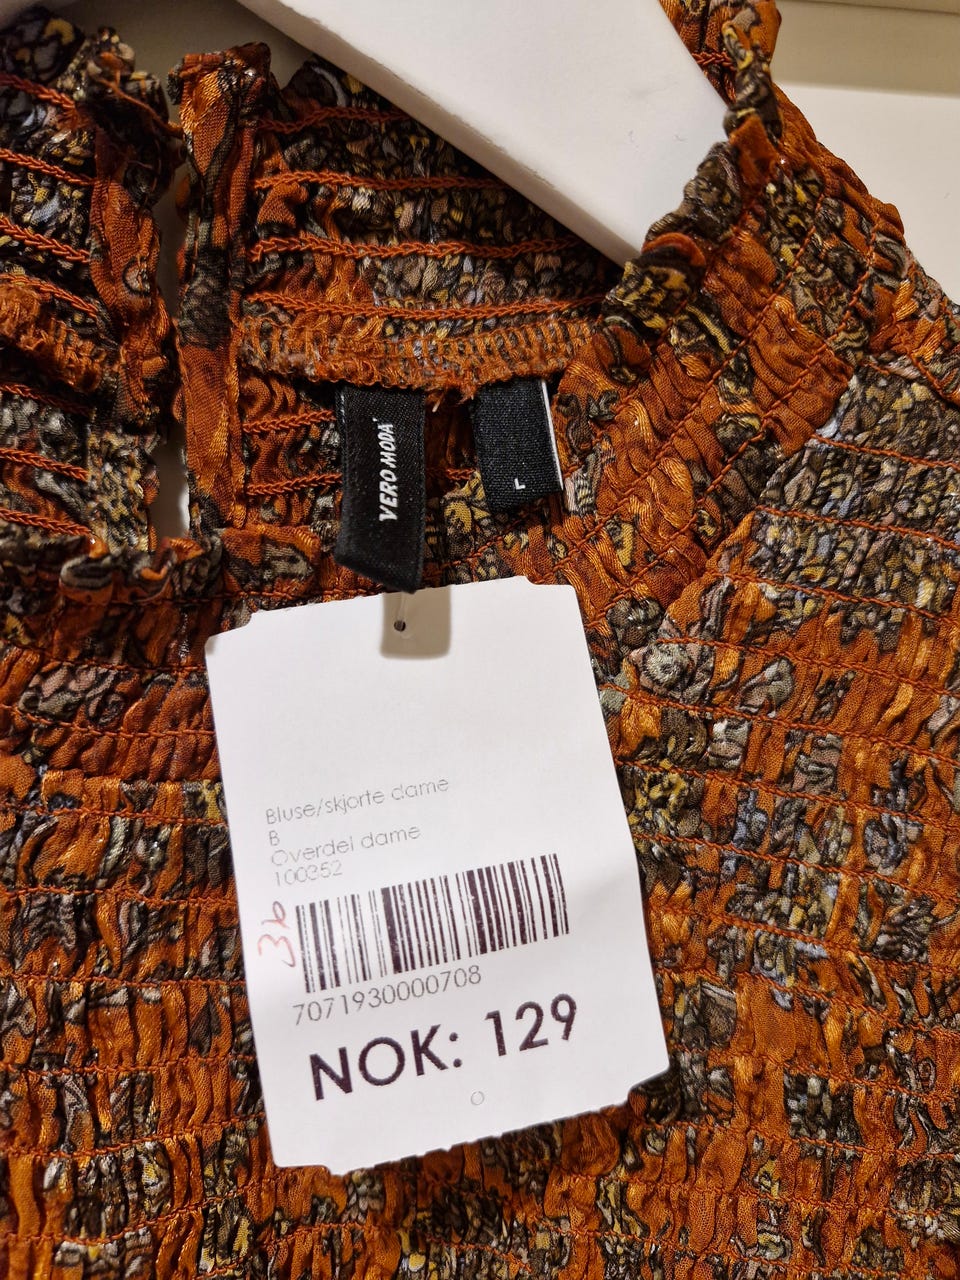 VERO MODA
L
Bluse/skjorte dame
B
Overdel dame
100352
36
7071930000708
NOK: 129